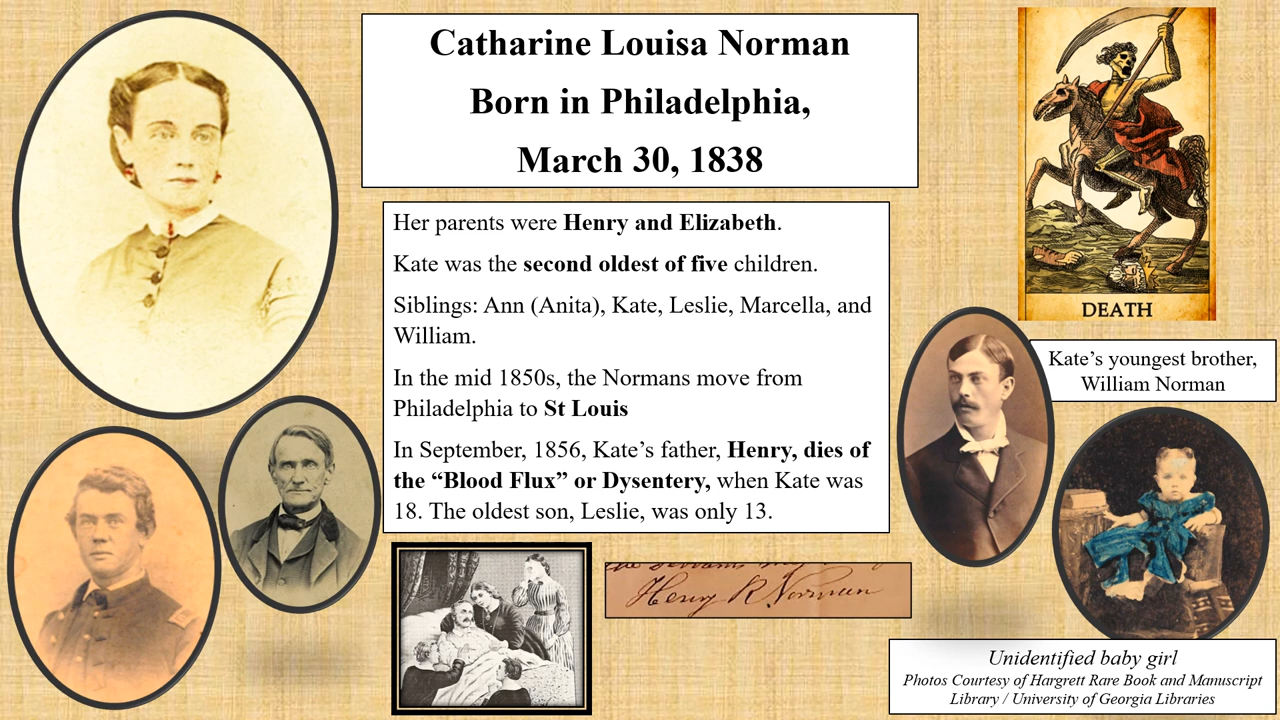 Catharine Louisa Norman
Born in Philadelphia,
March 30, 1838
Her parents were Henry and Elizabeth.
Kate was the second oldest of five children.
Siblings: Ann (Anita), Kate, Leslie, Marcella, and
William.
In the mid 1850s, the Normans move from
Philadelphia to St Louis
In September, 1856, Kate’s father, Henry, dies of
the “Blood Flux” or Dysentery, when Kate was
18. The oldest son, Leslie, was only 13.
DEATH
Kate’s youngest brother,
William Norman
Henry R Norman
Unidentified baby girl
Photos Courtesy of Hargrett Rare Book and Manuscript
Library / University of Georgia Libraries